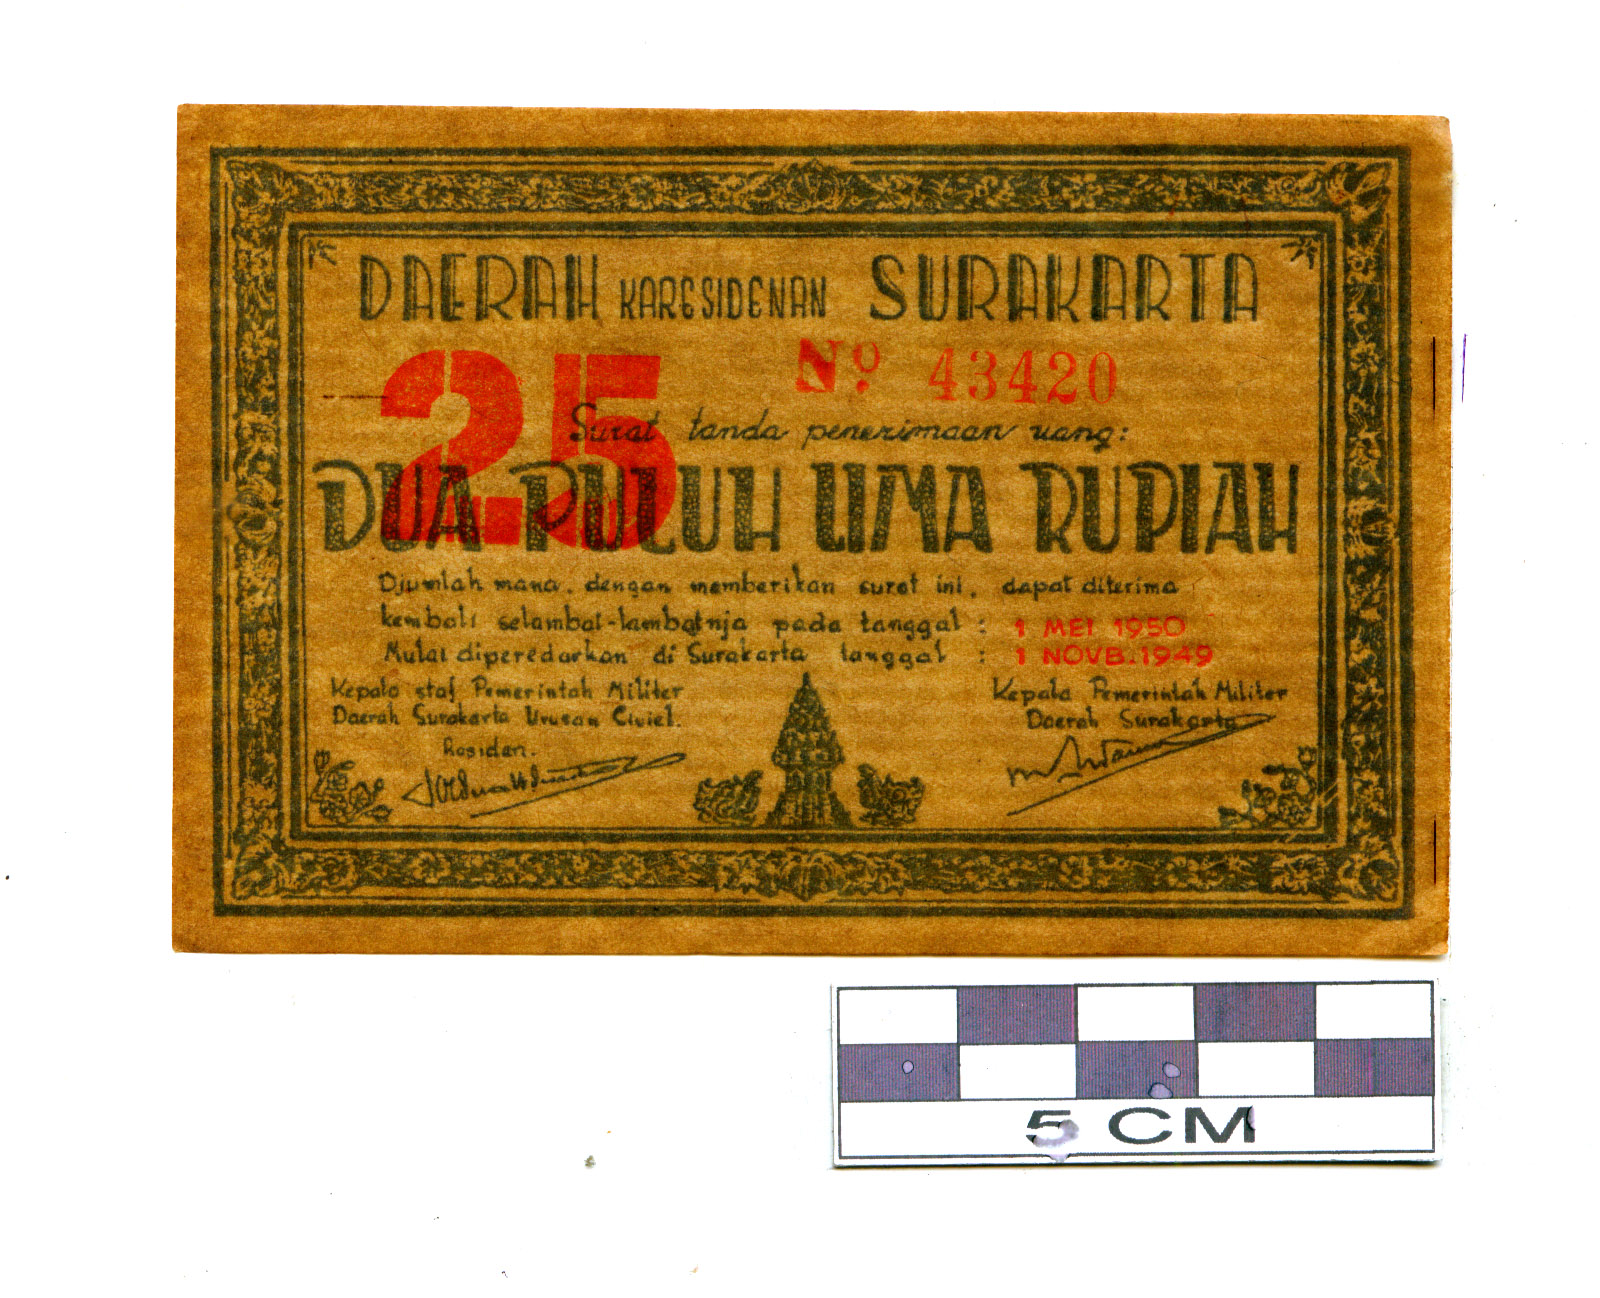 DAERAH KARESIDENAN SURAKARTA
25
No. 43420
Surat tanda penerimaan uang:
DUA PULUH LIMA RUPIAH
Djumlah mana, dengan memberikan surat ini, dapat diterima
kembali selambat-lambatnja pada tanggal : 1 MEI 1950
Mulai diperedarkan di Surakarta tanggal : 1 NOVB.1949
Kepala staf Pemerintah Militer
Daerah Surakarta Urusan Civiel.
Residen.
Kepala Pemerintah Militer
Daerah Surakarta
5 CM